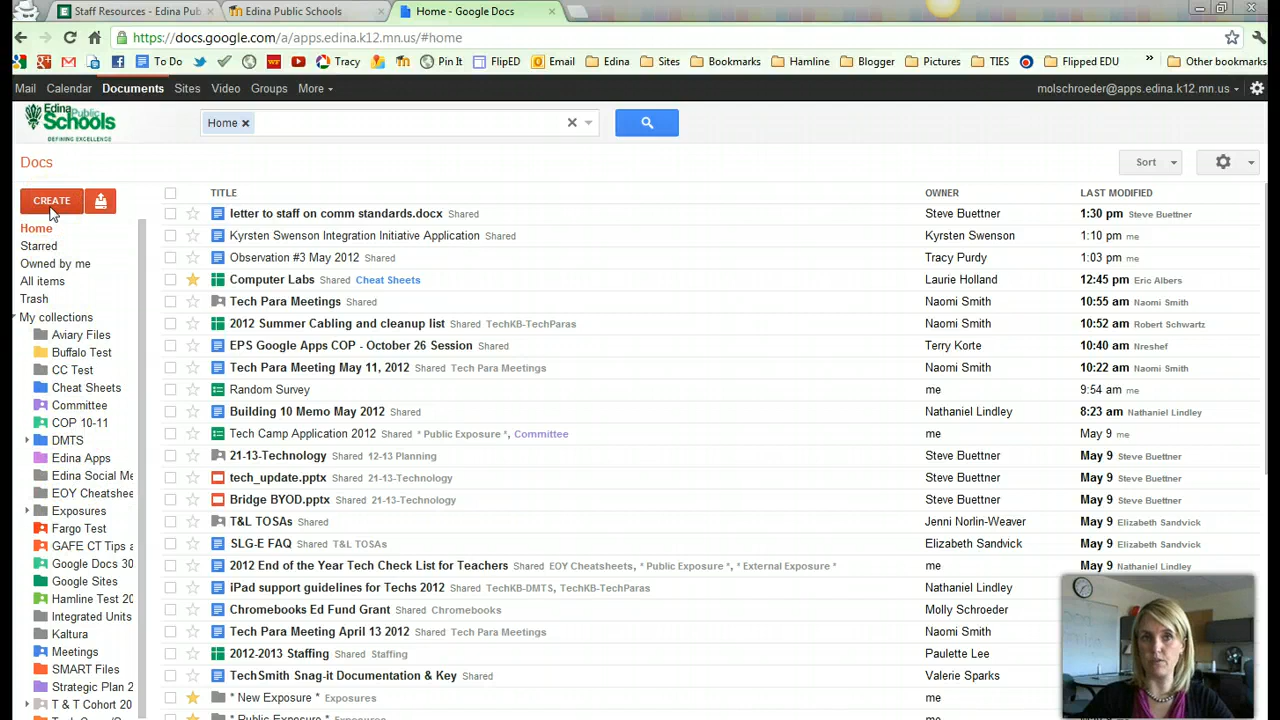 Staff Resources - Edina Pub × Edina Public Schools × Home - Google Docs ×
https://docs.google.com/a/apps.edina.k12.mn.us/#home
To Do Tracy Pin It FlipED Email Edina Sites Bookmarks Hamline Blogger Pictures TIES Flipped EDU » Other bookmarks
Mail Calendar Documents Sites Video Groups More molschroeder@apps.edina.k12.mn.us
Edina Public
Schools
DEFINING EXCELLENCE
Home ×
Docs Sort
CREATE TITLE OWNER LAST MODIFIED
letter to staff on comm standards.docx Shared Steve Buettner 1:30 pm Steve Buettner
Home Kyrsten Swenson Integration Initiative Application Shared Kyrsten Swenson 1:10 pm me
Starred
Owned by me Observation #3 May 2012 Shared Tracy Purdy 1:03 pm me
All items Computer Labs Shared Cheat Sheets Laurie Holland 12:45 pm Eric Albers
Trash Tech Para Meetings Shared Naomi Smith 10:55 am Naomi Smith
My collections 2012 Summer Cabling and cleanup list Shared TechKB-TechParas Naomi Smith 10:52 am Robert Schwartz
Aviary Files EPS Google Apps COP - October 26 Session Shared Terry Korte 10:40 am Nreshef
Buffalo Test
CC Test Tech Para Meeting May 11, 2012 Shared Tech Para Meetings Naomi Smith 10:22 am Naomi Smith
Cheat Sheets Random Survey me 9:54 am me
Committee Building 10 Memo May 2012 Shared Nathaniel Lindley 8:23 am Nathaniel Lindley
COP 10-11 Tech Camp Application 2012 Shared * Public Exposure *, Committee me May 9 me
DMTS
Edina Apps 21-13-Technology Shared 12-13 Planning Steve Buettner May 9 Steve Buettner
Edina Social Me tech_update.pptx Shared 21-13-Technology Steve Buettner May 9 Steve Buettner
EOY Cheatshee Bridge BYOD.pptx Shared 21-13-Technology Steve Buettner May 9 Steve Buettner
Exposures T&L TOSAs Shared Jenni Norlin-Weaver May 9 Elizabeth Sandvick
Fargo Test
GAFE CT Tips a SLG-E FAQ Shared T&L TOSAs Elizabeth Sandvick May 9 Elizabeth Sandvick
Google Docs 30 2012 End of the Year Tech Check List for Teachers Shared EOY Cheatsheets, * Public Exposure *, * External Exposure * me May 9 Steve Buettner
Google Sites iPad support guidelines for Techs 2012 Shared TechKB-DMTS, TechKB-TechParas Nathaniel Lindley
Hamline Test 20 Chromebooks Ed Fund Grant Shared Chromebooks Molly Schroeder
Integrated Units
Kaltura Tech Para Meeting April 13 2012 Shared Tech Para Meetings Naomi Smith
Meetings 2012-2013 Staffing Shared Staffing Paulette Lee
SMART Files TechSmith Snag-it Documentation & Key Shared Valerie Sparks
Strategic Plan 2 * New Exposure * Exposures me
T & T Cohort 20 * Public Exposure * Exposures me